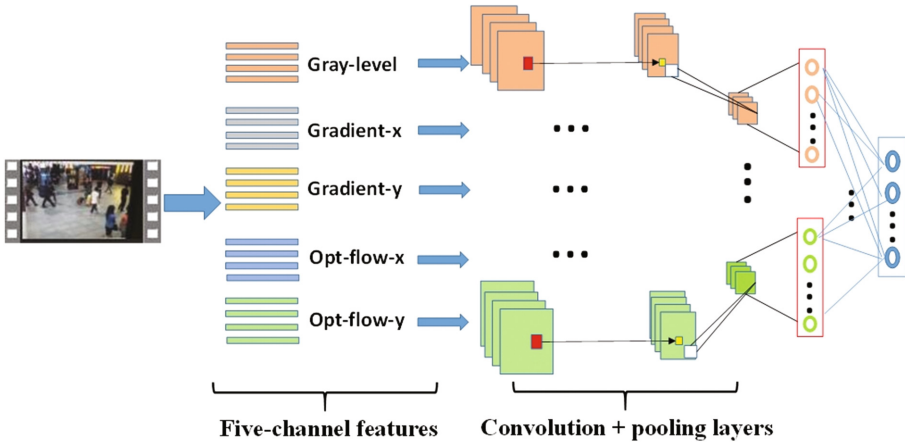 Gray-level
Gradient-x
Gradient-y
Opt-flow-x
Opt-flow-y
Five-channel features
Convolution + pooling layers